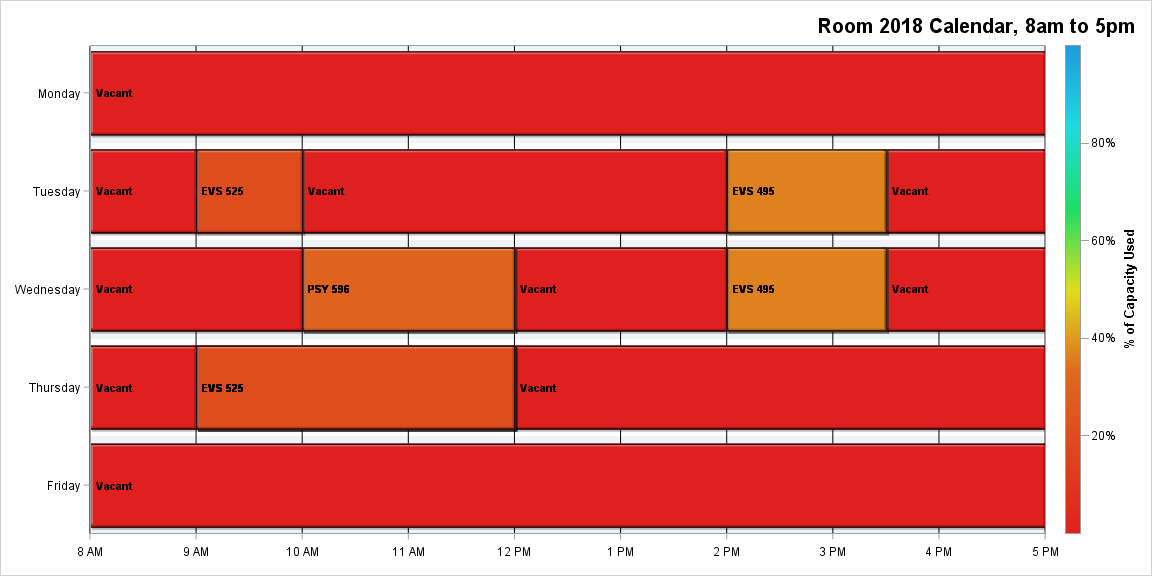 Room 2018 Calendar, 8am to 5pm
Monday
Vacant
Tuesday
Vacant
EVS 525
Vacant
EVS 495
Vacant
Wednesday
Vacant
PSY 596
Vacant
EVS 495
Vacant
Thursday
Vacant
EVS 525
Vacant
Friday
Vacant
8 AM
9 AM
10 AM
11 AM
12 PM
1 PM
2 PM
3 PM
4 PM
5 PM
80%
60%
40%
20%
% of Capacity Used